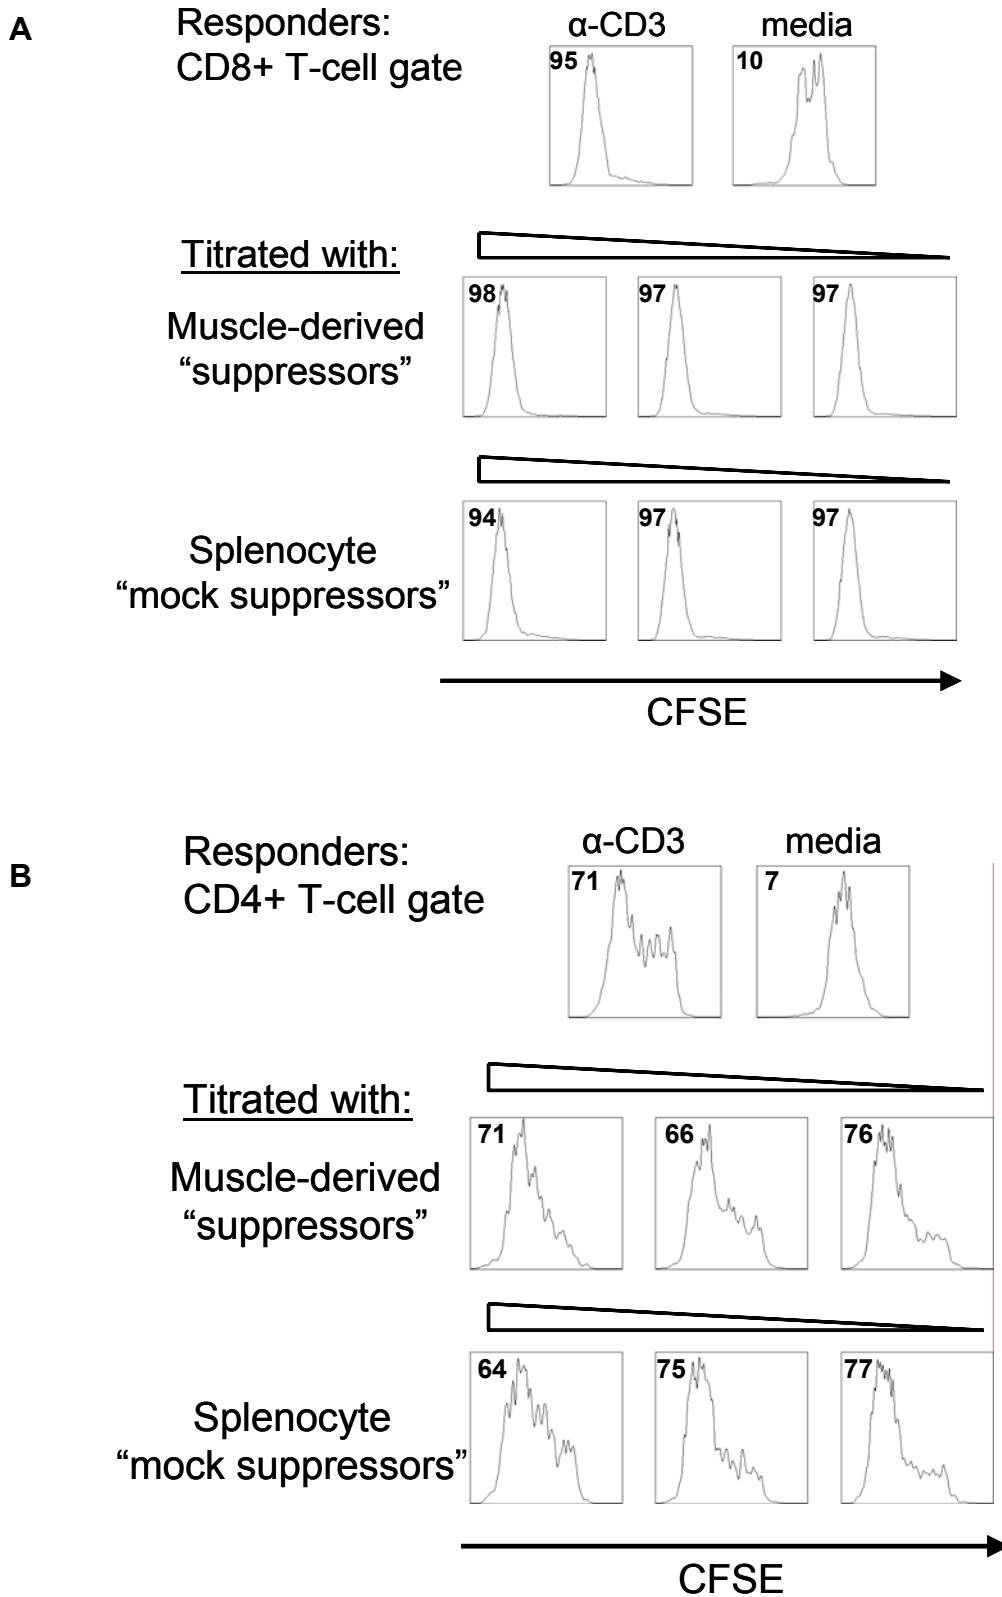 A
Responders:
CD8+ T-cell gate
α-CD3
media
95
10
Titrated with:
Muscle-derived
“suppressors”
98
97
97
Splenocyte
“mock suppressors”
94
97
97
CFSE
B
Responders:
CD4+ T-cell gate
α-CD3
media
71
7
Titrated with:
Muscle-derived
“suppressors”
71
66
76
Splenocyte
“mock suppressors”
64
75
77
CFSE